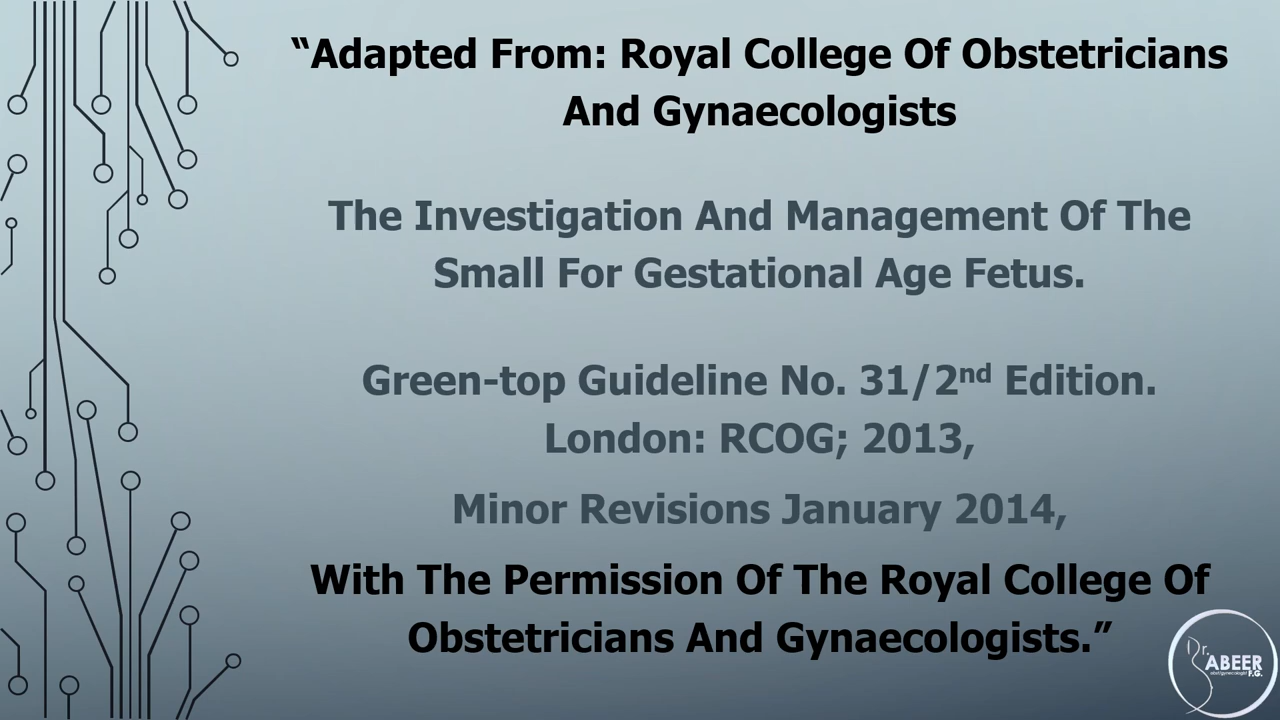 “Adapted From: Royal College Of Obstetricians
And Gynaecologists
The Investigation And Management Of The
Small For Gestational Age Fetus.
Green-top Guideline No. 31/2nd Edition.
London: RCOG; 2013,
Minor Revisions January 2014,
With The Permission Of The Royal College Of
Obstetricians And Gynaecologists.”
Dr.
ABEER
F.G.